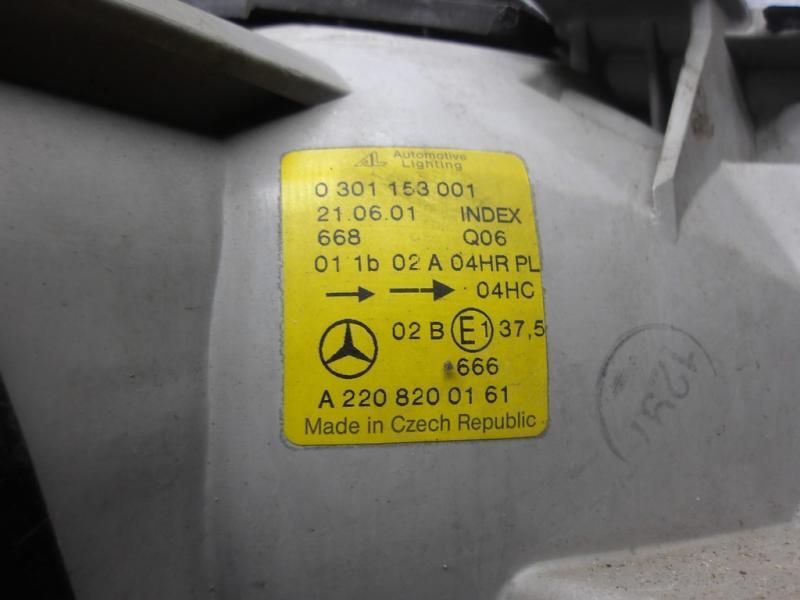 AL Automotive Lighting
0 301 153 001
21.06.01 INDEX
668 Q06
01 1b 02 A 04HR PL
04HC
02 B E1 37,5
666
A 220 820 01 61
Made in Czech Republic